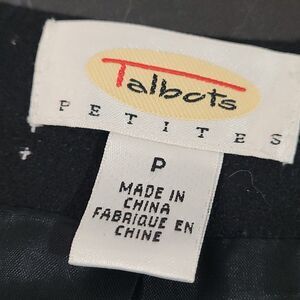 Talbots
PETITES
P
MADE IN
CHINA
FABRIQUE EN
CHINE